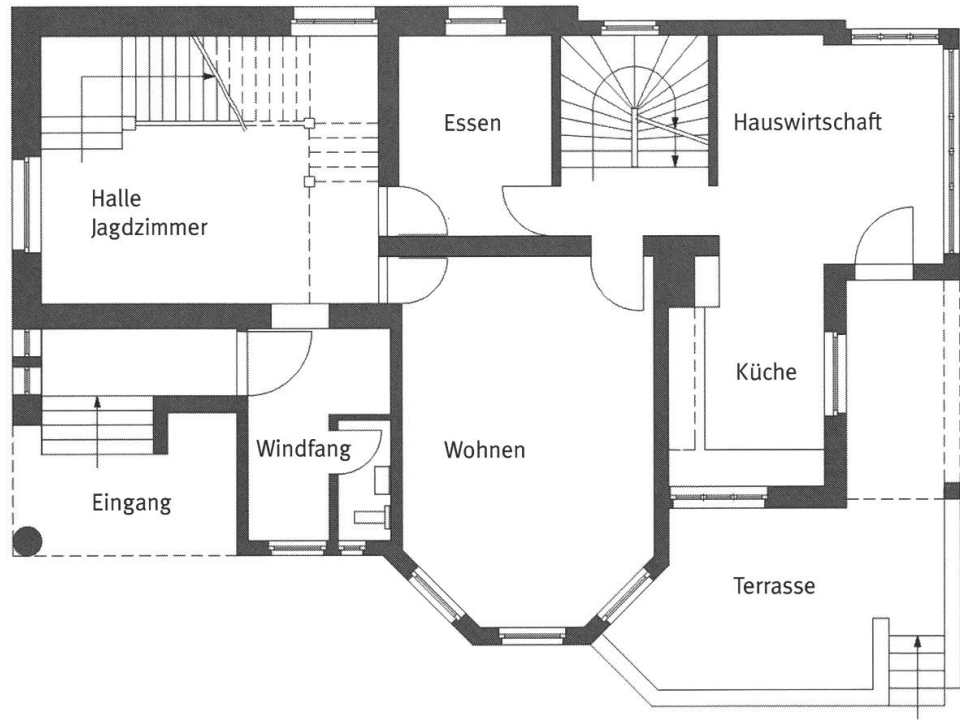 Essen
Hauswirtschaft
Halle
Jagdzimmer
Küche
Windfang
Wohnen
Eingang
Terrasse